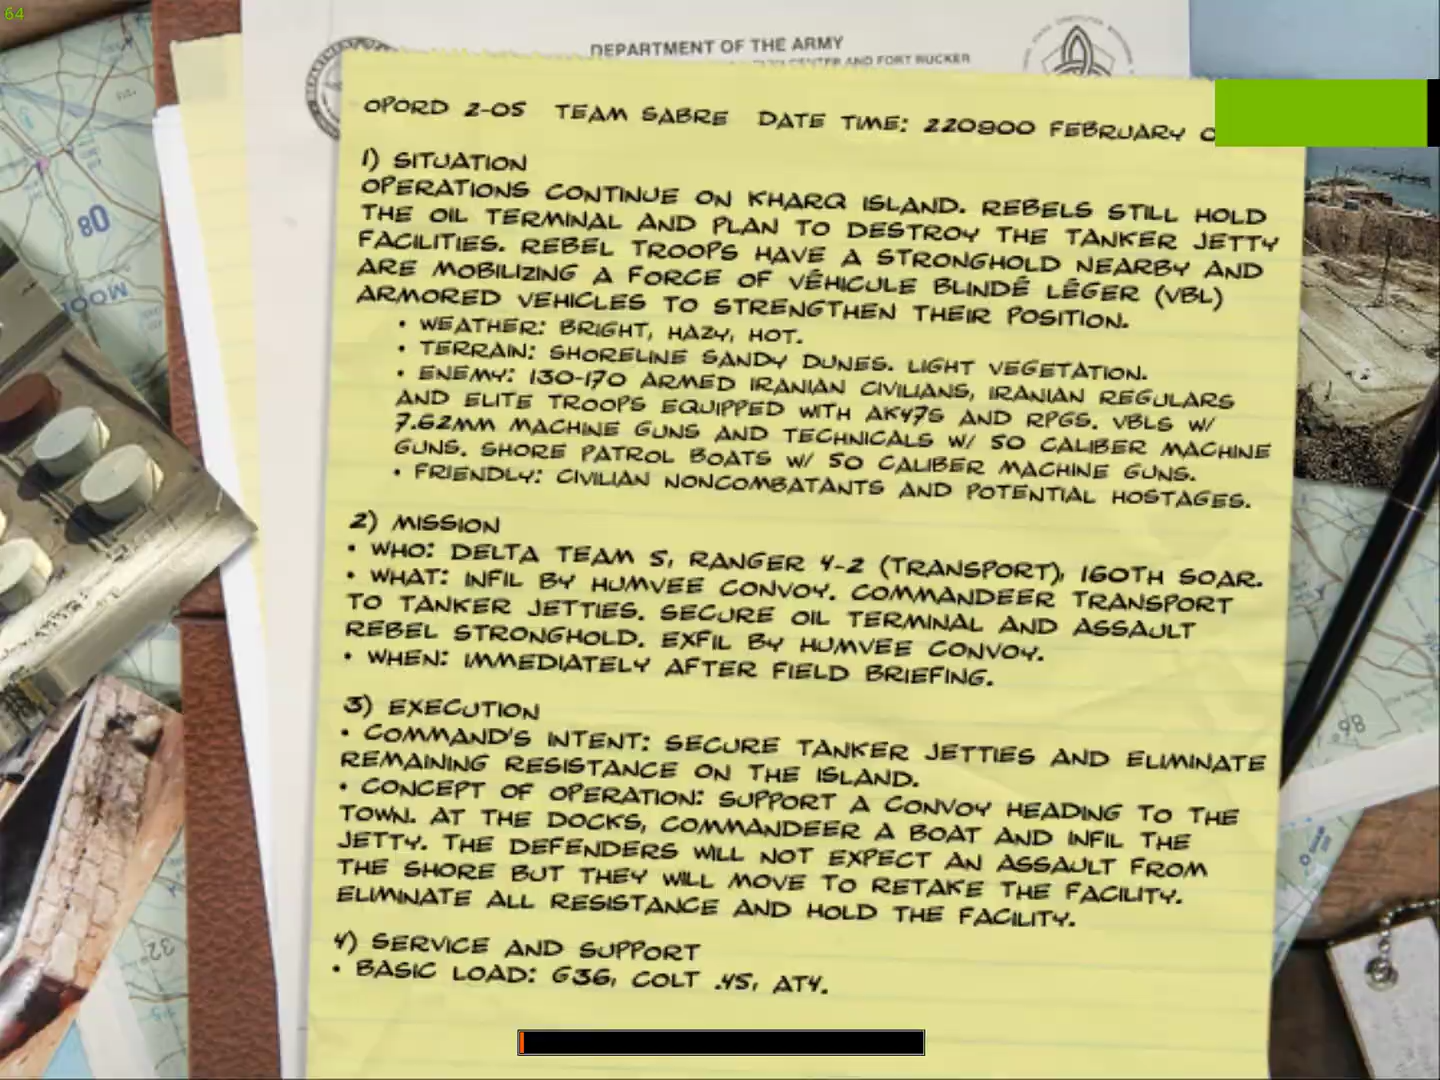 64
DEPARTMENT OF THE ARMY
CENTER AND FORT RUCKER
OPORD 2-05 TEAM SABRE DATE TIME: 220900 FEBRUARY
1) SITUATION
OPERATIONS CONTINUE ON KHARQ ISLAND. REBELS STILL HOLD
THE OIL TERMINAL AND PLAN TO DESTROY THE TANKER JETTY
FACILITIES. REBEL TROOPS HAVE A STRONGHOLD NEARBY AND
ARE MOBILIZING A FORCE OF VÉHICULE BLINDÉ LÉGER (VBL)
ARMORED VEHICLES TO STRENGTHEN THEIR POSITION.
• WEATHER: BRIGHT, HAZY, HOT.
• TERRAIN: SHORELINE SANDY DUNES. LIGHT VEGETATION.
• ENEMY: 130-170 ARMED IRANIAN CIVILIANS, IRANIAN REGULARS
AND ELITE TROOPS EQUIPPED WITH AK47S AND RPGS. VBLS W/
7.62MM MACHINE GUNS AND TECHNICALS W/ 50 CALIBER MACHINE
GUNS. SHORE PATROL BOATS W/ 50 CALIBER MACHINE GUNS.
• FRIENDLY: CIVILIAN NONCOMBATANTS AND POTENTIAL HOSTAGES.
2) MISSION
• WHO: DELTA TEAM 5, RANGER 4-2 (TRANSPORT), 160TH SOAR.
• WHAT: INFIL BY HUMVEE CONVOY. COMMANDEER TRANSPORT
TO TANKER JETTIES. SECURE OIL TERMINAL AND ASSAULT
REBEL STRONGHOLD. EXFIL BY HUMVEE CONVOY.
• WHEN: IMMEDIATELY AFTER FIELD BRIEFING.
3) EXECUTION
• COMMAND'S INTENT: SECURE TANKER JETTIES AND ELIMINATE
REMAINING RESISTANCE ON THE ISLAND.
• CONCEPT OF OPERATION: SUPPORT A CONVOY HEADING TO THE
TOWN. AT THE DOCKS, COMMANDEER A BOAT AND INFIL THE
JETTY. THE DEFENDERS WILL NOT EXPECT AN ASSAULT FROM
THE SHORE BUT THEY WILL MOVE TO RETAKE THE FACILITY.
ELIMINATE ALL RESISTANCE AND HOLD THE FACILITY.
4) SERVICE AND SUPPORT
• BASIC LOAD: G36, COLT .45, AT4.
08
98
32